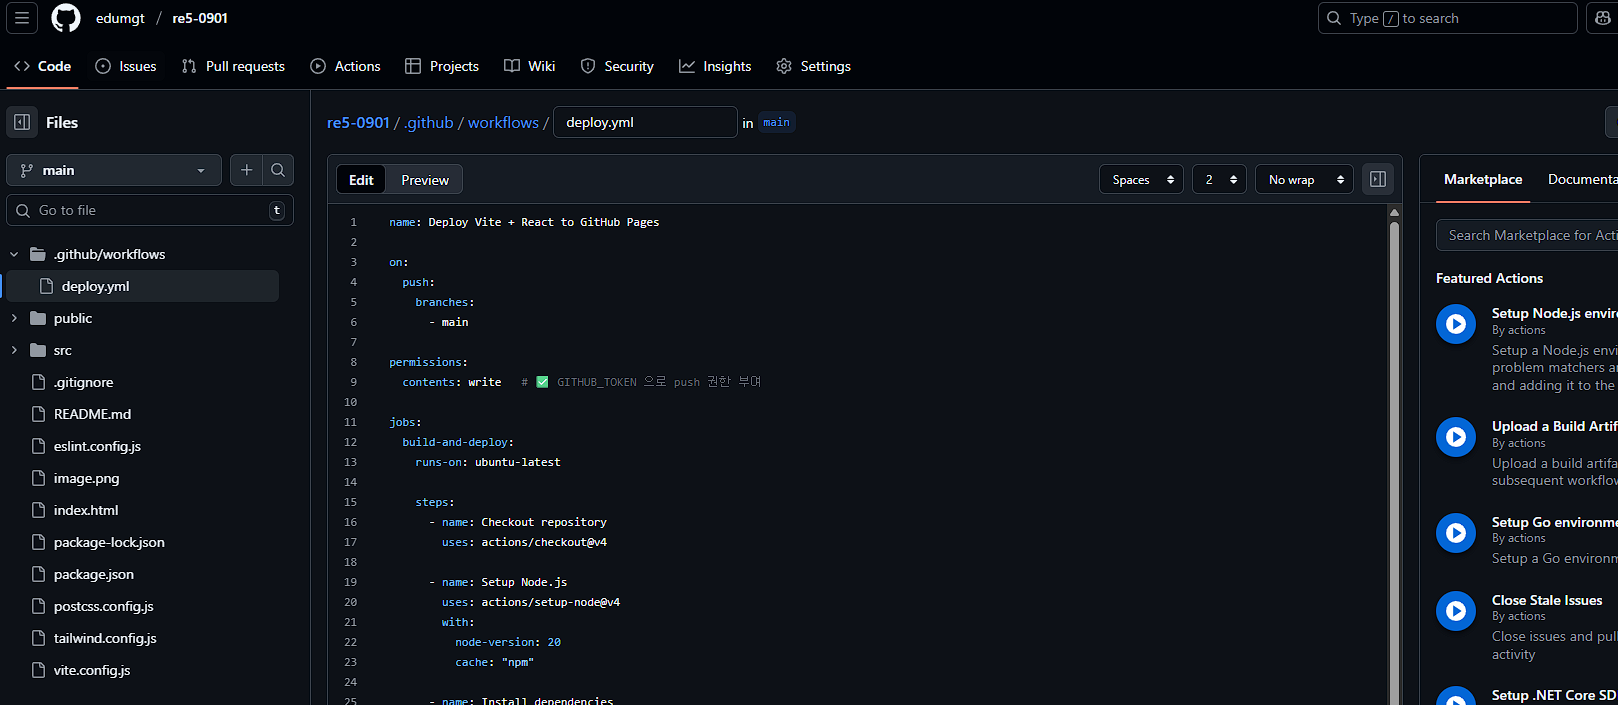 edumgt / re5-0901
Type / to search
Code
Issues
Pull requests
Actions
Projects
Wiki
Security
Insights
Settings
Files
main
Go to file
t
.github/workflows
deploy.yml
public
src
.gitignore
README.md
eslint.config.js
image.png
index.html
package-lock.json
package.json
postcss.config.js
tailwind.config.js
vite.config.js
re5-0901 / .github / workflows / deploy.yml in main
Edit
Preview
Spaces
2
No wrap
1 name: Deploy Vite + React to GitHub Pages
2
3 on:
4 push:
5 branches:
6 - main
7
8 permissions:
9 contents: write # ✅ GITHUB_TOKEN 으로 push 권한 부여
10
11 jobs:
12 build-and-deploy:
13 runs-on: ubuntu-latest
14
15 steps:
16 - name: Checkout repository
17 uses: actions/checkout@v4
18
19 - name: Setup Node.js
20 uses: actions/setup-node@v4
21 with:
22 node-version: 20
23 cache: "npm"
24
25 - name: Install dependencies
Marketplace
Documenta
Search Marketplace for Acti
Featured Actions
Setup Node.js enviro
By actions
Setup a Node.js envi
problem matchers a
and adding it to the
Upload a Build Artif
By actions
Upload a build artifa
subsequent workflow
Setup Go environme
By actions
Setup a Go environm
Close Stale Issues
By actions
Close issues and pull
activity
Setup .NET Core SD